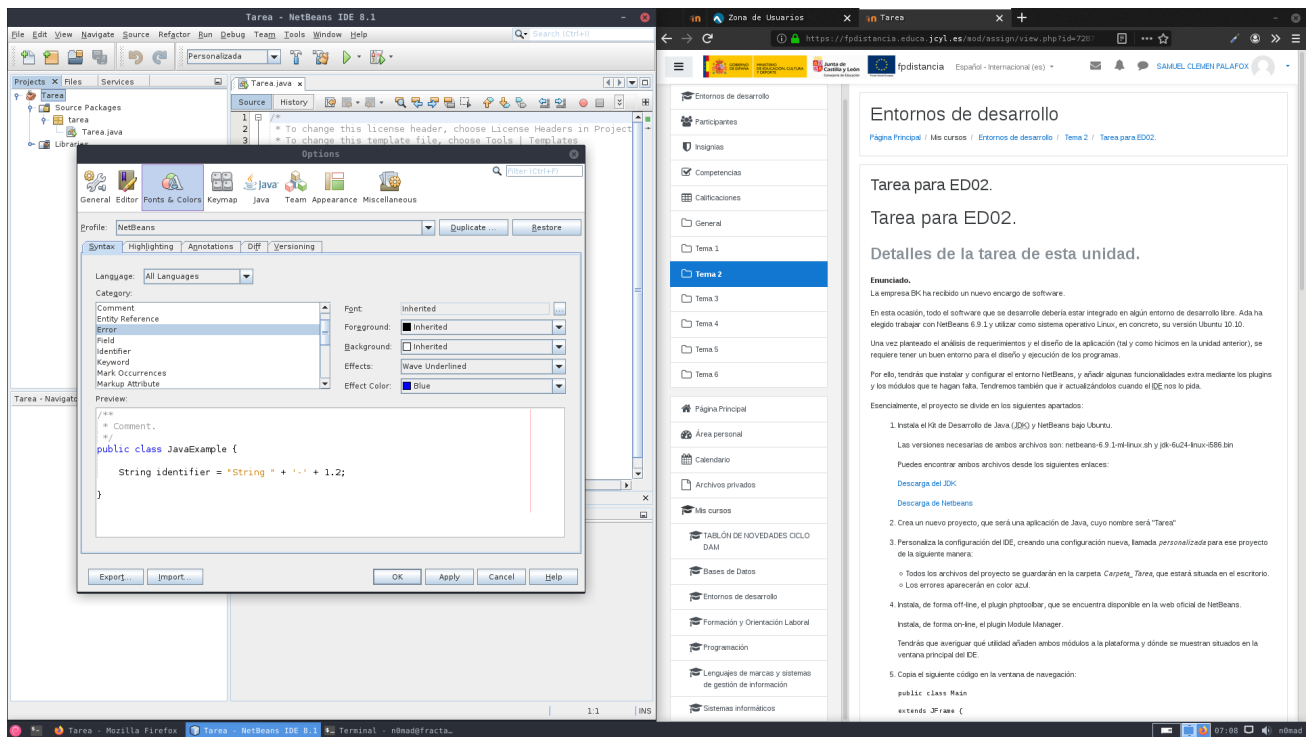 Tarea - NetBeans IDE 8.1
File Edit View Navigate Source Refactor Run Debug Team Tools Window Help
Search (Ctrl+I)
Personalizada
Projects Files Services
Tarea
Source Packages
tarea
Tarea.java
Libraries
Tarea.java
Source History
1 /*
2 * To change this license header, choose License Headers in Project
3 * To change this template file, choose Tools | Templates
Options
General Editor Fonts & Colors Keymap Java Team Appearance Miscellaneous
Filter (Ctrl+F)
Profile: NetBeans
Duplicate ... Restore
Syntax Highlighting Annotations Diff Versioning
Language: All Languages
Category:
Comment
Entity Reference
Error
Field
Identifier
Keyword
Mark Occurrences
Markup Attribute
Font: Inherited ...
Foreground: Inherited
Background: Inherited
Effects: Wave Underlined
Effect Color: Blue
Preview:
/**
* Comment.
*/
public class JavaExample {
String identifier = "String " + '-' + 1.2;
}
Export... Import... OK Apply Cancel Help
Tarea - Navigato
1:1 INS
Zona de Usuarios
Tarea
https://fpdistancia.educa.jcyl.es/mod/assign/view.php?id=728
Junta de Castilla y León
fpdistancia Español - Internacional (es)
SAMUEL CLEMEN PALAFOX
Entornos de desarrollo
Participantes
Insignias
Competencias
Calificaciones
General
Tema 1
Tema 2
Tema 3
Tema 4
Tema 5
Tema 6
Página Principal
Área personal
Calendario
Archivos privados
Mis cursos
TABLÓN DE NOVEDADES CICLO
DAM
Bases de Datos
Entornos de desarrollo
Formación y Orientación Laboral
Programación
Lenguajes de marcas y sistemas
de gestión de información
Sistemas informáticos
Entornos de desarrollo
Página Principal / Mis cursos / Entornos de desarrollo / Tema 2 / Tarea para ED02.
Tarea para ED02.
Tarea para ED02.
Detalles de la tarea de esta unidad.
Enunciado.
La empresa BK ha recibido un nuevo encargo de software.
En esta ocasión, todo el software que se desarrolle debería estar integrado en algún entorno de desarrollo libre. Ada ha
elegido trabajar con NetBeans 6.9.1 y utilizar como sistema operativo Linux, en concreto, su versión Ubuntu 10.10.
Una vez planteado el análisis de requerimientos y el diseño de la aplicación (tal y como hicimos en la unidad anterior), se
requiere tener un buen entorno para el diseño y ejecución de los programas.
Por ello, tendrás que instalar y configurar el entorno NetBeans, y añadir algunas funcionalidades extra mediante los plugins
y los módulos que te hagan falta. Tendremos también que ir actualizándolos cuando el IDE nos lo pida.
Esencialmente, el proyecto se divide en los siguientes apartados:
1. Instala el Kit de Desarrollo de Java (JDK) y NetBeans bajo Ubuntu.
Las versiones necesarias de ambos archivos son: netbeans-6.9.1-ml-linux.sh y jdk-6u24-linux-i586.bin
Puedes encontrar ambos archivos desde los siguientes enlaces:
Descarga del JDK
Descarga de Netbeans
2. Crea un nuevo proyecto, que será una aplicación de Java, cuyo nombre será "Tarea"
3. Personaliza la configuración del IDE, creando una configuración nueva, llamada personalizada para ese proyecto
de la siguiente manera:
Todos los archivos del proyecto se guardarán en la carpeta Carpeta_Tarea, que estará situada en el escritorio.
Los errores aparecerán en color azul.
4. Instala, de forma off-line, el plugin phptoolbar, que se encuentra disponible en la web oficial de NetBeans.
Instala, de forma on-line, el plugin Module Manager.
Tendrás que averiguar qué utilidad añaden ambos módulos a la plataforma y dónde se muestran situados en la
ventana principal del IDE.
5. Copia el siguiente código en la ventana de navegación:
public class Main
extends JFrame {
Tarea - Mozilla Firefox Tarea - NetBeans IDE 8.1 Terminal - n0mad@fracta…
07:08 n0mad